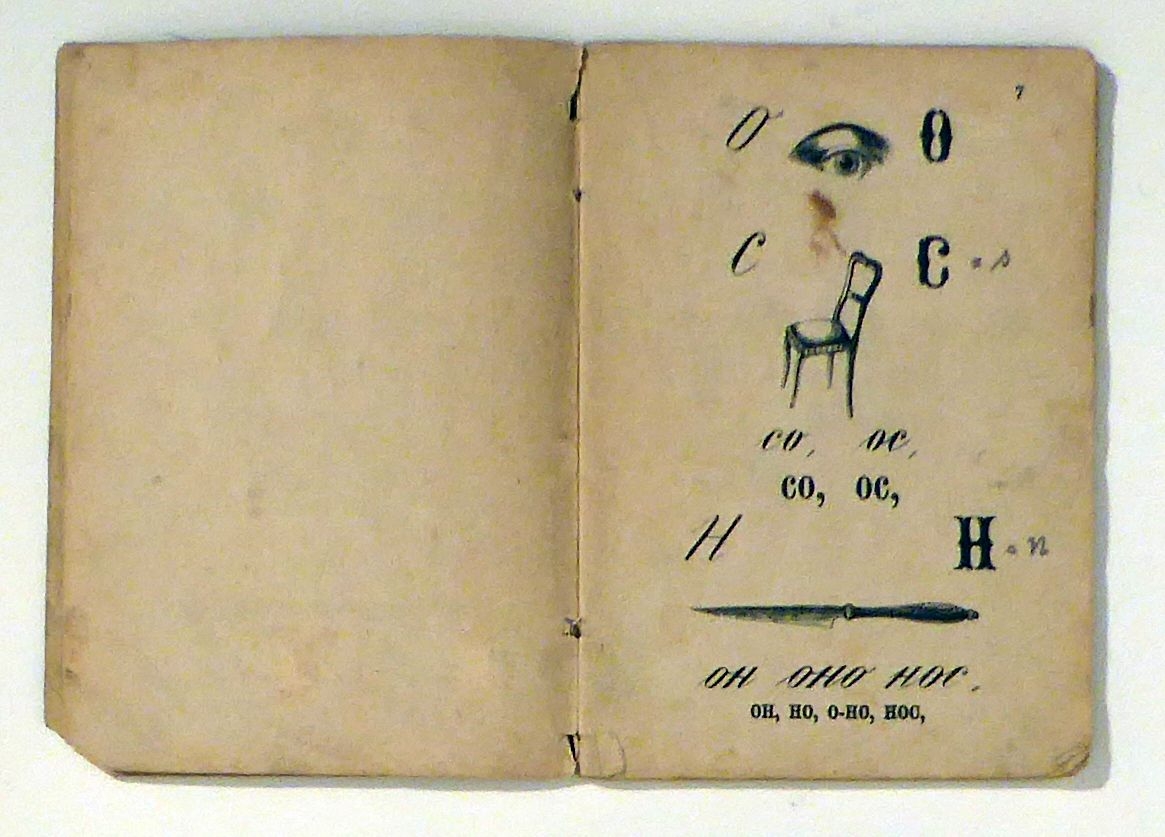 7
О О
С С = s
со, ос,
СО, ОС,
Н Н = n
он оно нос.
ОН, НО, О-НО, НОС,